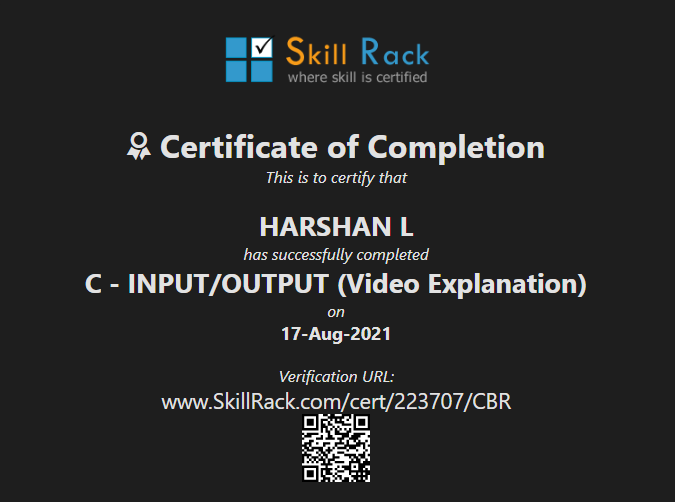 Skill Rack
where skill is certified
Certificate of Completion
This is to certify that
HARSHAN L
has successfully completed
C - INPUT/OUTPUT (Video Explanation)
on
17-Aug-2021
Verification URL:
www.SkillRack.com/cert/223707/CBR